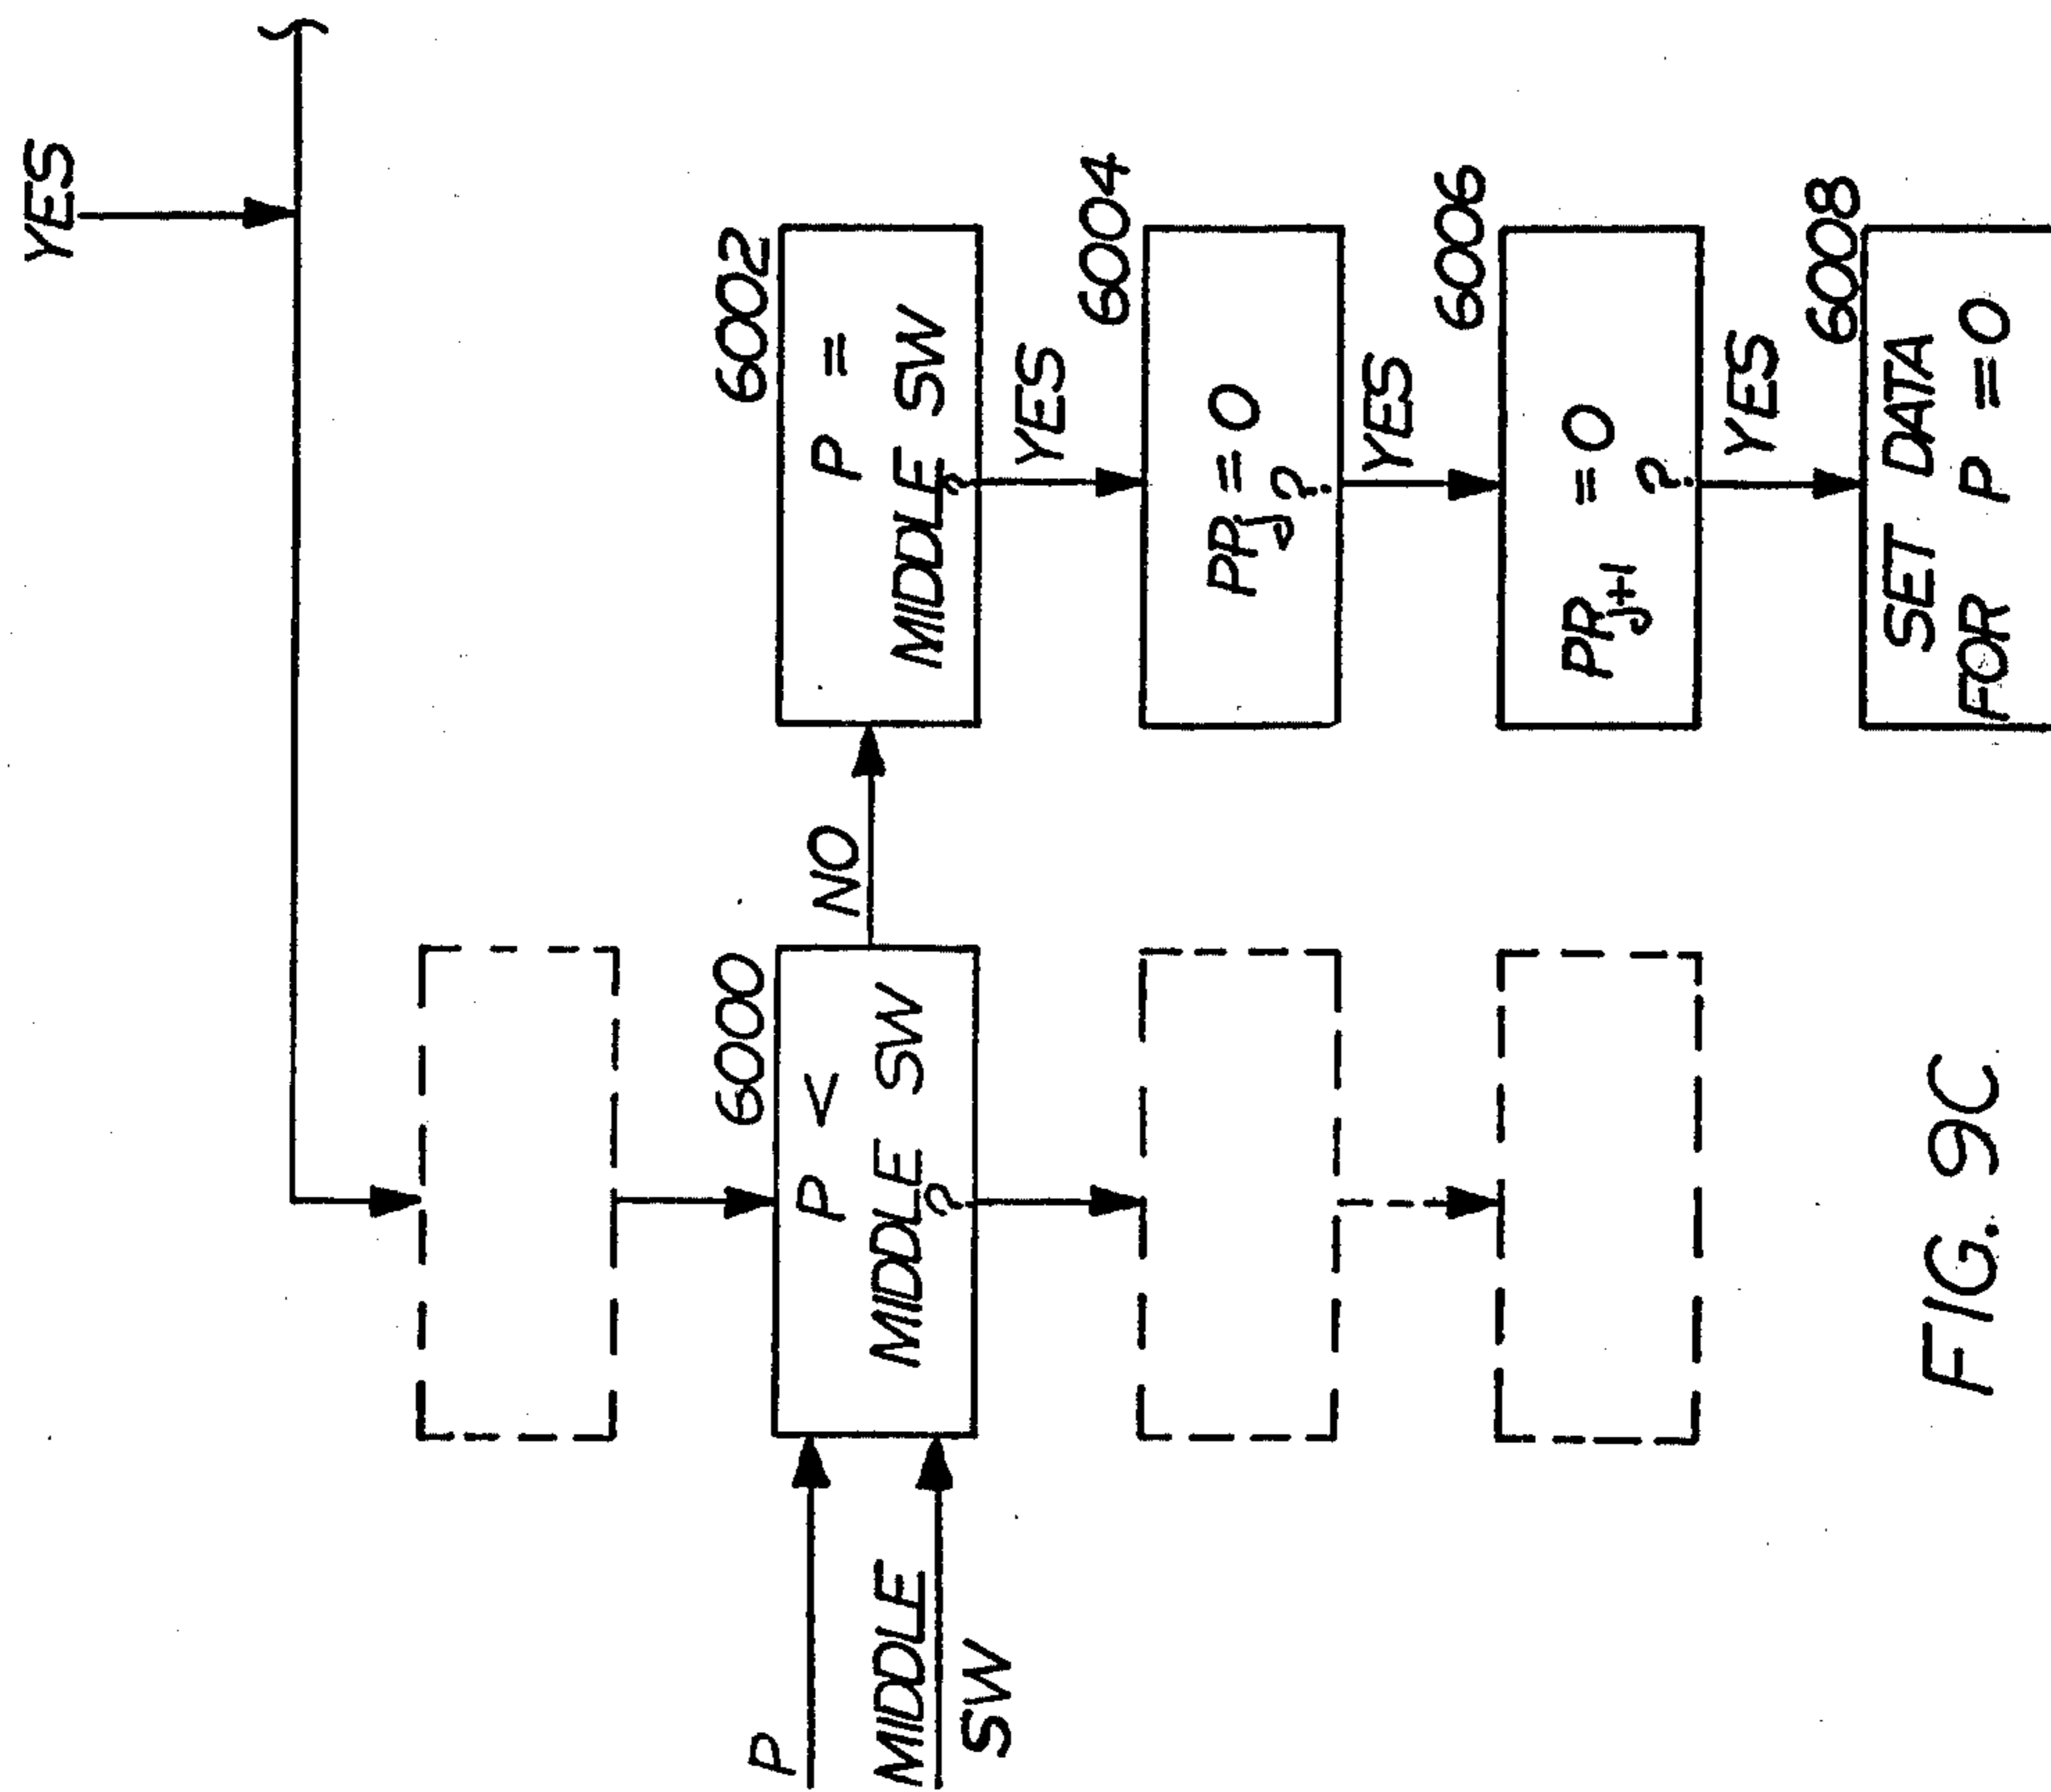 YES
6002
P =
MIDDLE SW
?
YES
6004
PRj = 0
?
YES
6006
PRj+1 = 0
?
YES
6008
SET DATA
FOR P = 0
NO
6000
P <
MIDDLE SW
?
P
MIDDLE
SW
FIG. 9C